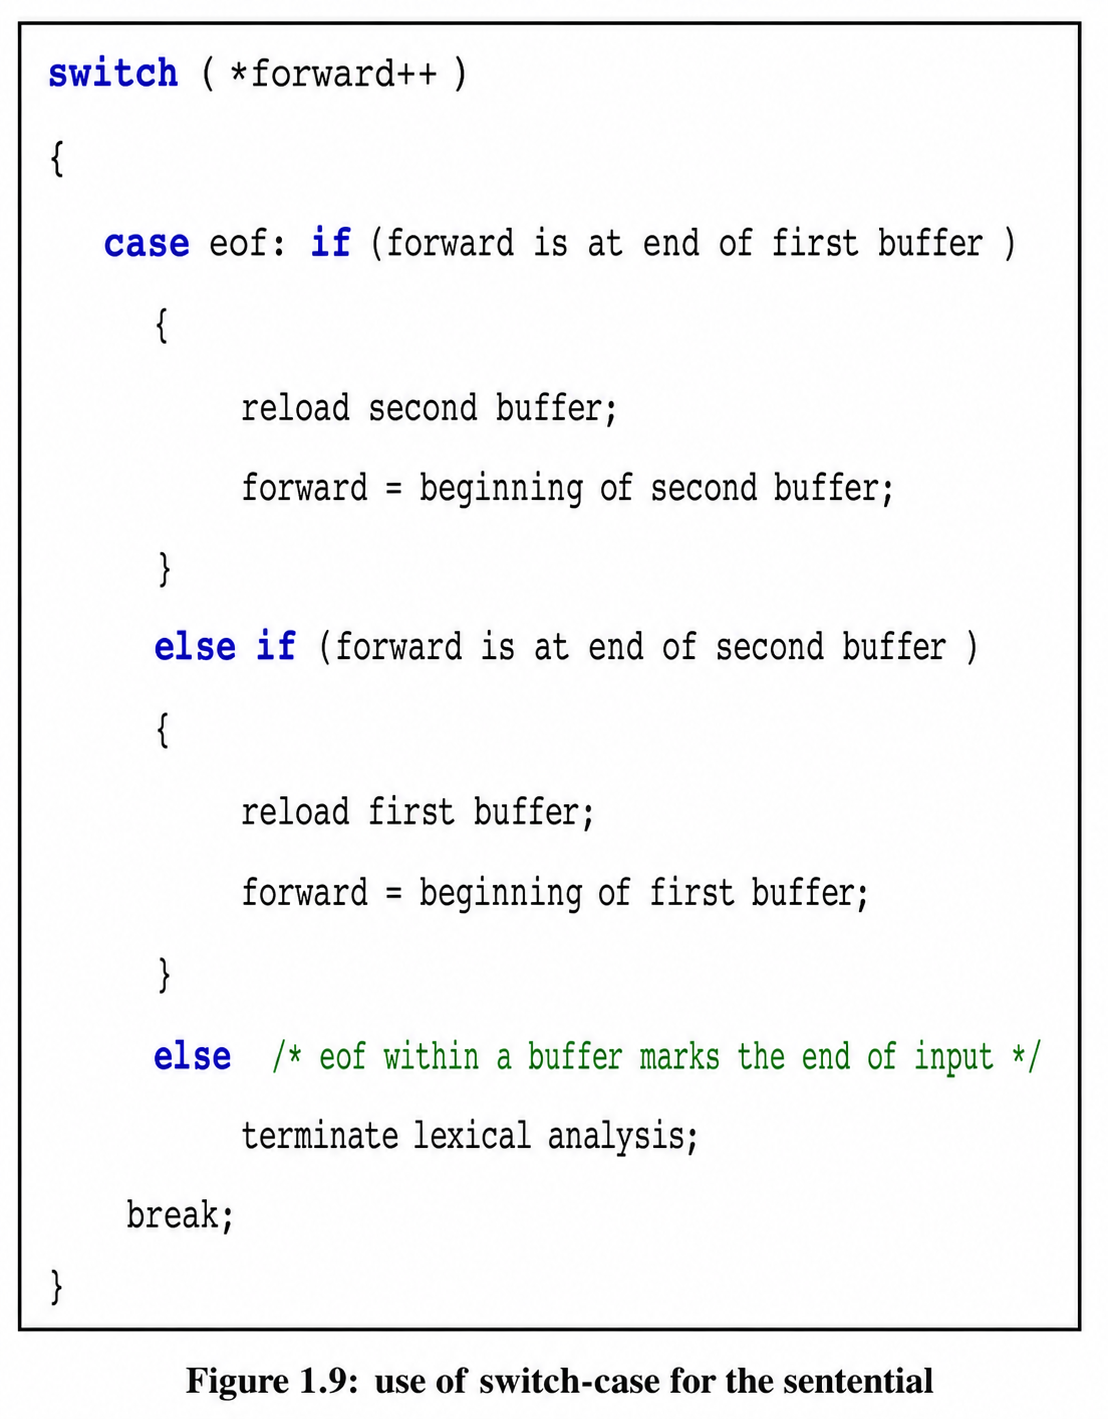 switch ( *forward++ )
{
case eof: if (forward is at end of first buffer )
{
reload second buffer;
forward = beginning of second buffer;
}
else if (forward is at end of second buffer )
{
reload first buffer;
forward = beginning of first buffer;
}
else /* eof within a buffer marks the end of input */
terminate lexical analysis;
break;
}
Figure 1.9: use of switch-case for the sentential